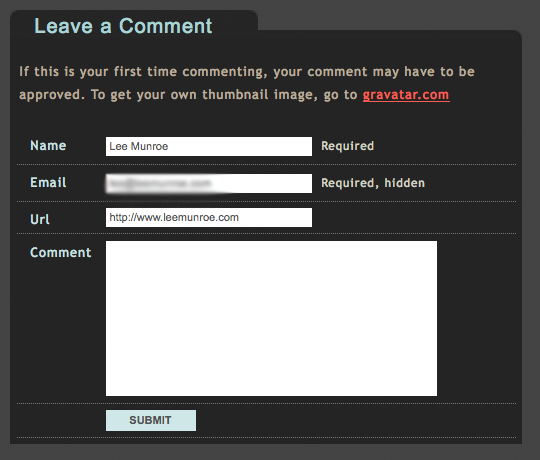 Leave a Comment
If this is your first time commenting, your comment may have to be
approved. To get your own thumbnail image, go to gravatar.com
Name Lee Munroe Required
Email Required, hidden
Url http://www.leemunroe.com
Comment
SUBMIT